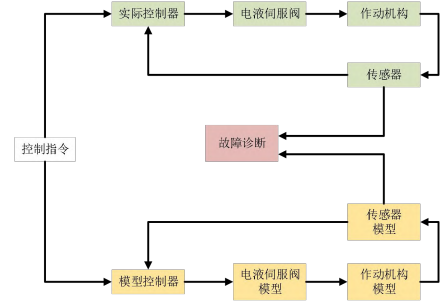 实际控制器
电液伺服阀
作动机构
传感器
故障诊断
控制指令
传感器
模型
模型控制器
电液伺服阀
模型
作动机构
模型